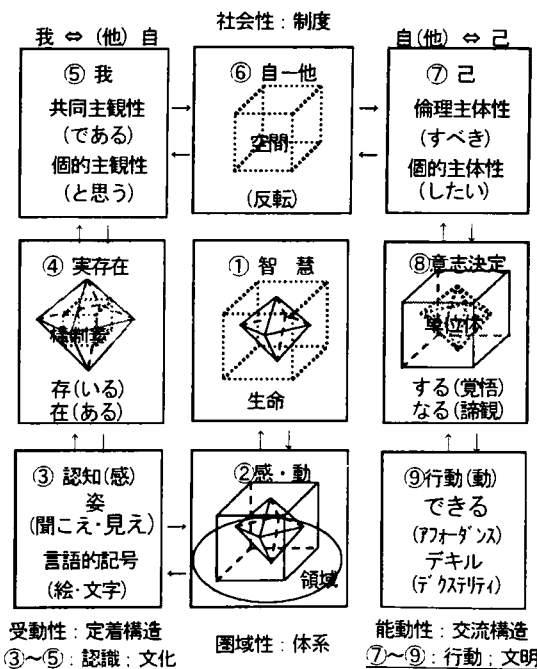 社会性：制度
我 ⇔ (他) 自
自(他) ⇔ 己
⑤ 我
共同主観性
(である)
個的主観性
(と思う)
→
←
⑥ 自ー他
空間
(反転)
→
←
⑦ 己
倫理主体性
(すべき)
個的主体性
(したい)
↑ ↓
↑ ↓
④ 実存在
存(いる)
在(ある)
① 智 慧
生命
⑧意志決定
単位体
する(覚悟)
なる(諦観)
↑ ↓
↑ ↓
↑ ↓
③ 認知(感)
姿
(聞こえ・見え)
言語的記号
(絵・文字)
→
←
②感・動
領域
⑨行動(動)
できる
(アフォーダンス)
デキル
(デクステリティ)
受動性：定着構造
③～⑤：認識；文化
圏域性：体系
能動性：交流構造
⑦～⑨：行動；文明